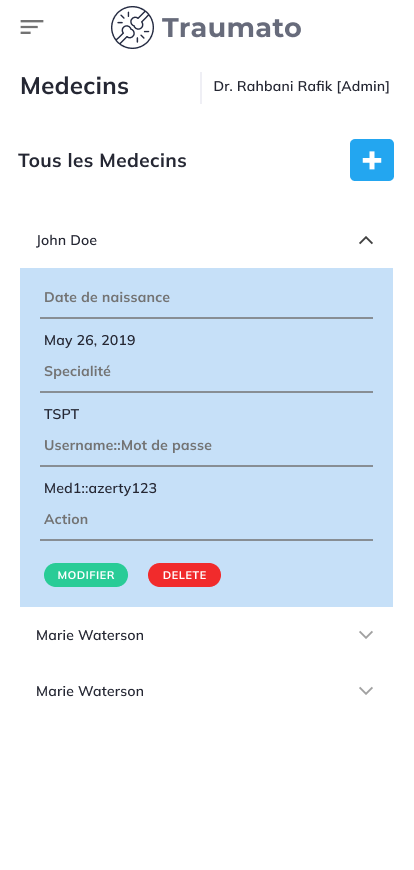 Traumato
Medecins
Dr. Rahbani Rafik [Admin]
Tous les Medecins
John Doe
Date de naissance
May 26, 2019
Specialité
TSPT
Username::Mot de passe
Med1::azerty123
Action
MODIFIER
DELETE
Marie Waterson
Marie Waterson